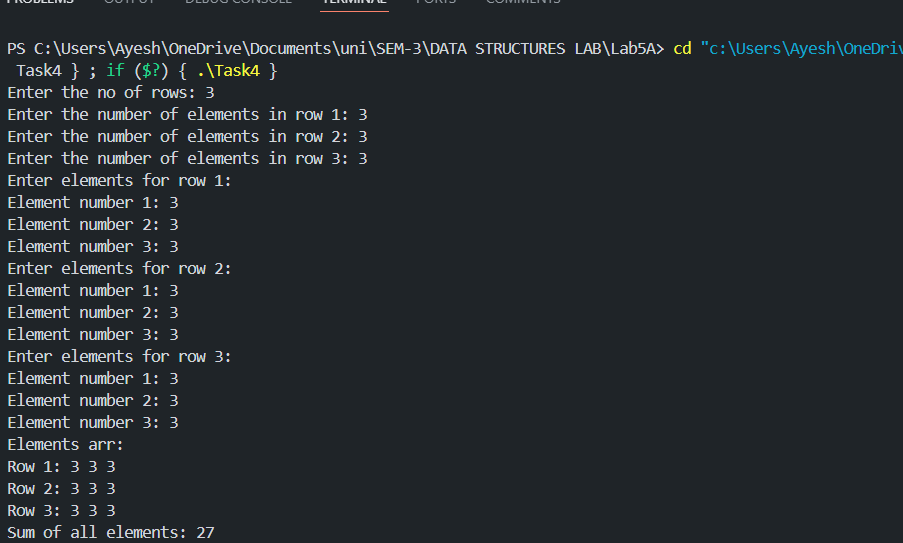 PROBLEMS OUTPUT DEBUG CONSOLE TERMINAL PORTS COMMENTS
PS C:\Users\Ayesh\OneDrive\Documents\uni\SEM-3\DATA STRUCTURES LAB\Lab5A> cd "c:\Users\Ayesh\OneDriv
Task4 } ; if ($?) { .\Task4 }
Enter the no of rows: 3
Enter the number of elements in row 1: 3
Enter the number of elements in row 2: 3
Enter the number of elements in row 3: 3
Enter elements for row 1:
Element number 1: 3
Element number 2: 3
Element number 3: 3
Enter elements for row 2:
Element number 1: 3
Element number 2: 3
Element number 3: 3
Enter elements for row 3:
Element number 1: 3
Element number 2: 3
Element number 3: 3
Elements arr:
Row 1: 3 3 3
Row 2: 3 3 3
Row 3: 3 3 3
Sum of all elements: 27